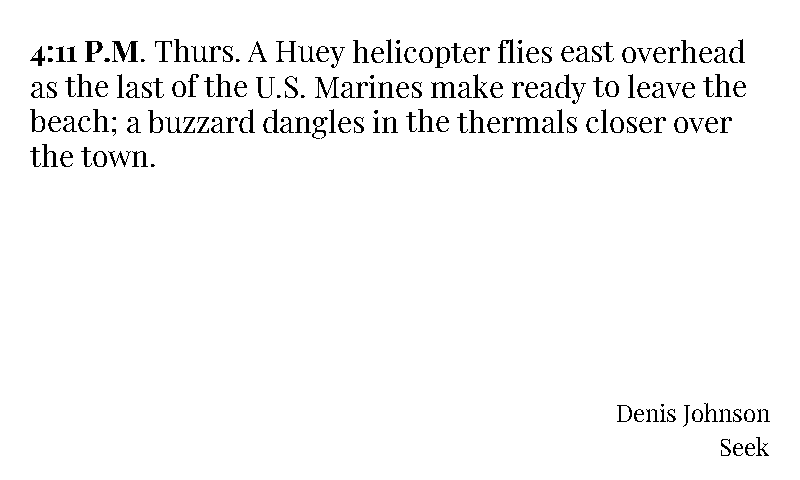 4:11 P.M. Thurs. A Huey helicopter flies east overhead
as the last of the U.S. Marines make ready to leave the
beach; a buzzard dangles in the thermals closer over
the town.
Denis Johnson
Seek